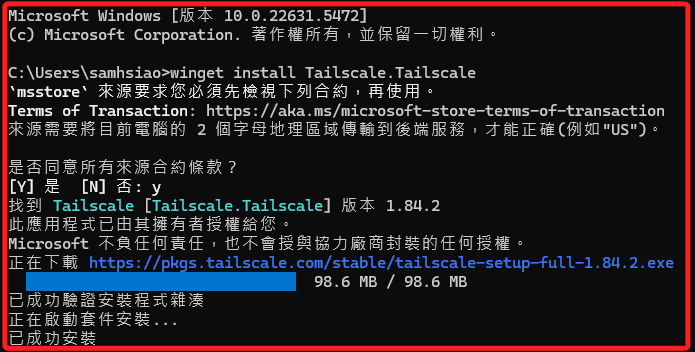 Microsoft Windows [版本 10.0.22631.5472]
(c) Microsoft Corporation. 著作權所有，並保留一切權利。
C:\Users\samhsiao>winget install Tailscale.Tailscale
`msstore` 來源要求您必須先檢視下列合約，再使用。
Terms of Transaction: https://aka.ms/microsoft-store-terms-of-transaction
來源需要將目前電腦的 2 個字母地理區域傳輸到後端服務，才能正確(例如"US")。
是否同意所有來源合約條款？
[Y] 是  [N] 否: y
找到 Tailscale [Tailscale.Tailscale] 版本 1.84.2
此應用程式已由其擁有者授權給您。
Microsoft 不負任何責任，也不會授與協力廠商封裝的任何授權。
正在下載 https://pkgs.tailscale.com/stable/tailscale-setup-full-1.84.2.exe
98.6 MB / 98.6 MB
已成功驗證安裝程式雜湊
正在啟動套件安裝...
已成功安裝